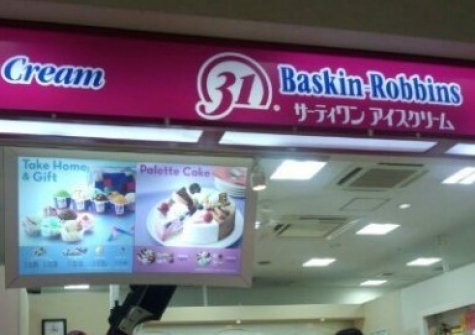 Cream
31
Baskin-Robbins
サーティワン アイスクリーム
Take Home
& Gift
Palette Cake